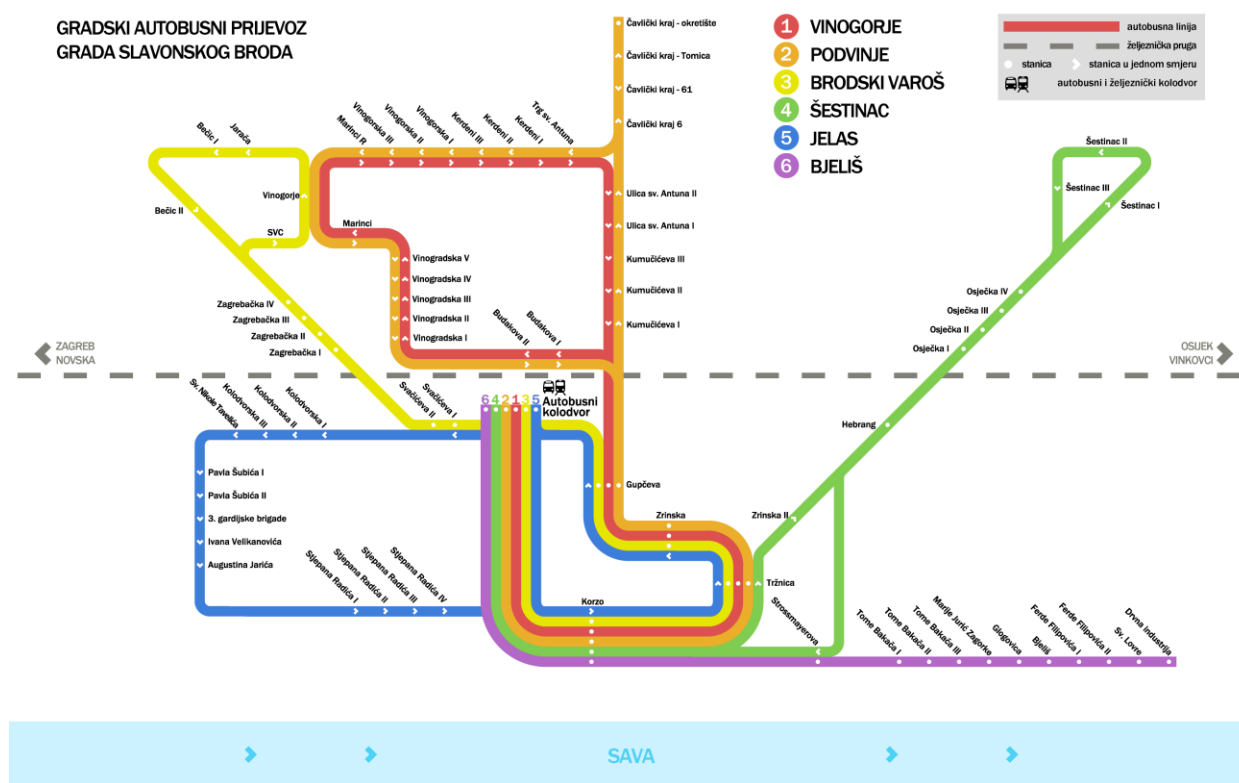 GRADSKI AUTOBUSNI PRIJEVOZ
GRADA SLAVONSKOG BRODA
1 VINOGORJE
2 PODVINJE
3 BRODSKI VAROŠ
4 ŠESTINAC
5 JELAS
6 BJELIŠ
autobusna linija
željeznička pruga
stanica
stanica u jednom smjeru
autobusni i željeznički kolodvor
Čavlički kraj - okretište
Čavlički kraj - Tomica
Čavlički kraj - 61
Čavlički kraj 6
Bečic I
Jarača
Marinci R
Vinogorska III
Vinogorska II
Vinogorska I
Kerdeni III
Kerdeni II
Kerdeni I
Trg sv. Antuna
Šestinac II
Šestinac III
Šestinac I
Vinogorje
Bečic II
SVC
Marinci
Ulica sv. Antuna II
Ulica sv. Antuna I
Kumučićeva III
Kumučićeva II
Kumučićeva I
Vinogradska V
Vinogradska IV
Vinogradska III
Vinogradska II
Vinogradska I
Budakova II
Budakova I
Zagrebačka IV
Zagrebačka III
Zagrebačka II
Zagrebačka I
Osječka IV
Osječka III
Osječka II
Osječka I
ZAGREB
NOVSKA
OSIJEK
VINKOVCI
Sv. Nikole Tavelića
Kolodvorska III
Kolodvorska II
Kolodvorska I
Svačićeva II
Svačićeva I
6 4 2 1 3 5
Autobusni
kolodvor
Hebrang
Pavla Šubića I
Pavla Šubića II
3. gardijske brigade
Ivana Velikanovića
Augustina Jarića
Gupčeva
Zrinska
Zrinska II
Tržnica
Stjepana Radića I
Stjepana Radića II
Stjepana Radića III
Stjepana Radića IV
Korzo
Strossmayerova
Tome Bakača I
Tome Bakača II
Tome Bakača III
Marije Jurić Zagorke
Glogovica
Bjeliš
Ferde Filipovića I
Ferde Filipovića II
Sv. Lovre
Drvna Industrija
SAVA